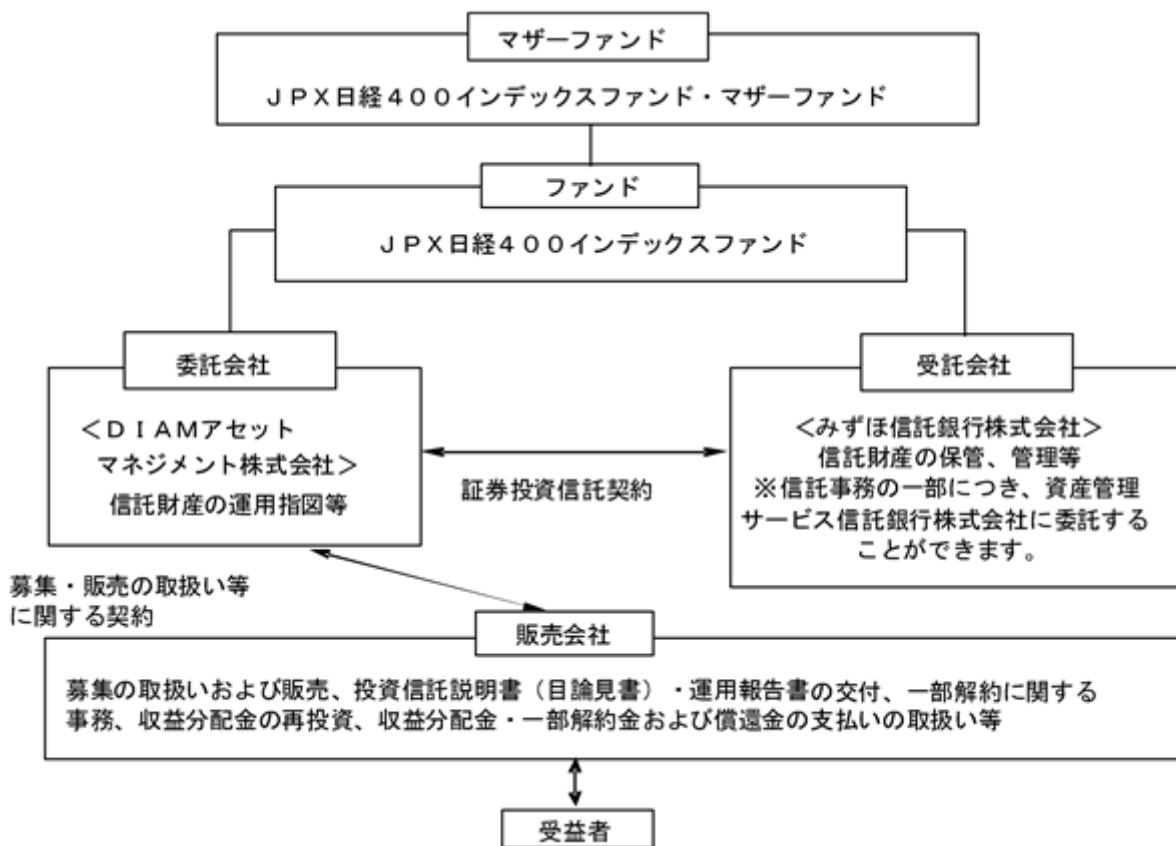 マザーファンド
ＪＰＸ日経４００インデックスファンド・マザーファンド
ファンド
ＪＰＸ日経４００インデックスファンド
委託会社
＜ＤＩＡＭアセット
マネジメント株式会社＞
信託財産の運用指図等
証券投資信託契約
受託会社
＜みずほ信託銀行株式会社＞
信託財産の保管、管理等
※信託事務の一部につき、資産管理
サービス信託銀行株式会社に委託する
ことができます。
募集・販売の取扱い等
に関する契約
販売会社
募集の取扱いおよび販売、投資信託説明書（目論見書）・運用報告書の交付、一部解約に関する
事務、収益分配金の再投資、収益分配金・一部解約金および償還金の支払いの取扱い等
受益者